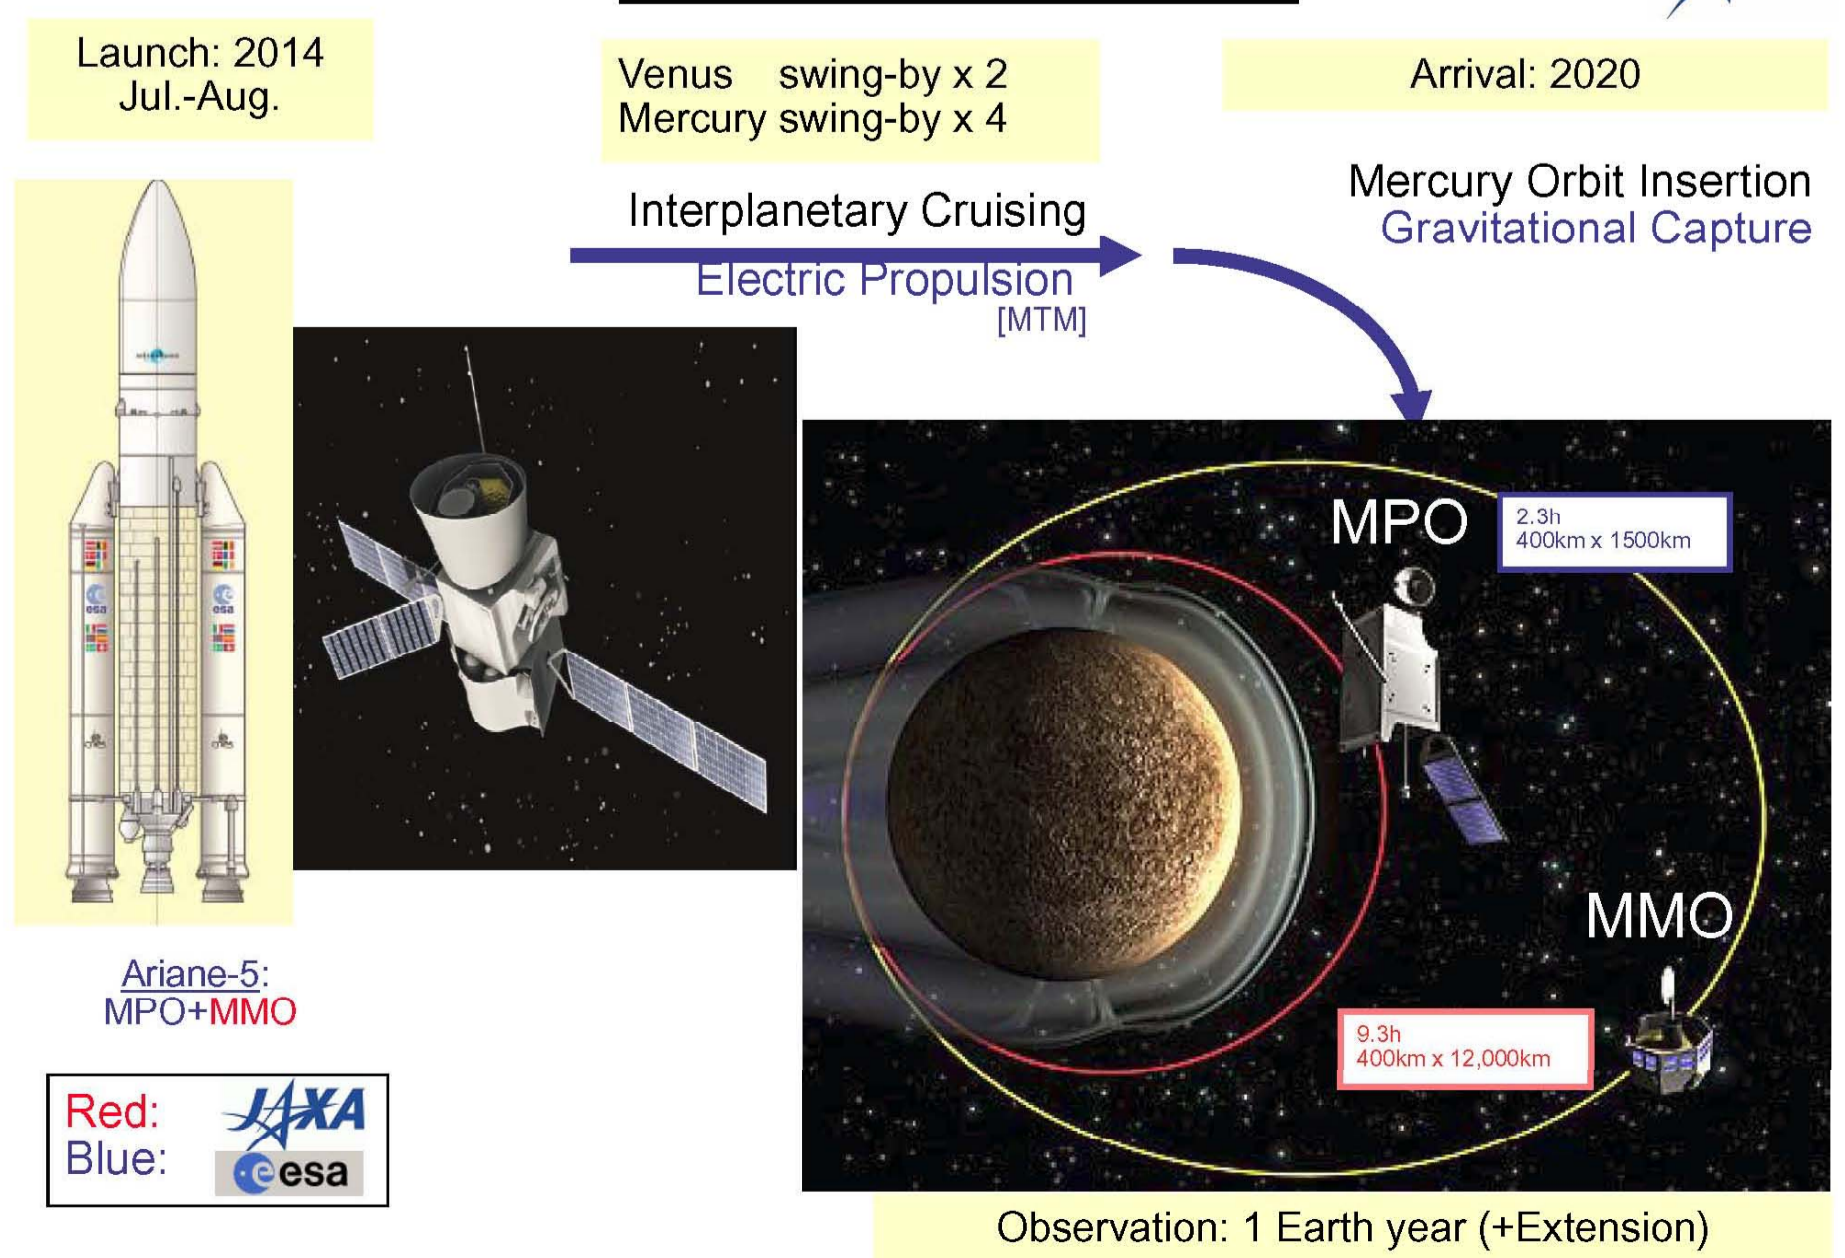 Launch: 2014
Jul.-Aug.
Venus swing-by x 2
Mercury swing-by x 4
Arrival: 2020
Interplanetary Cruising
Electric Propulsion
[MTM]
Mercury Orbit Insertion
Gravitational Capture
esa
esa
MPO
2.3h
400km x 1500km
MMO
9.3h
400km x 12,000km
Ariane-5:
MPO+MMO
Red: JAXA
Blue: esa
Observation: 1 Earth year (+Extension)